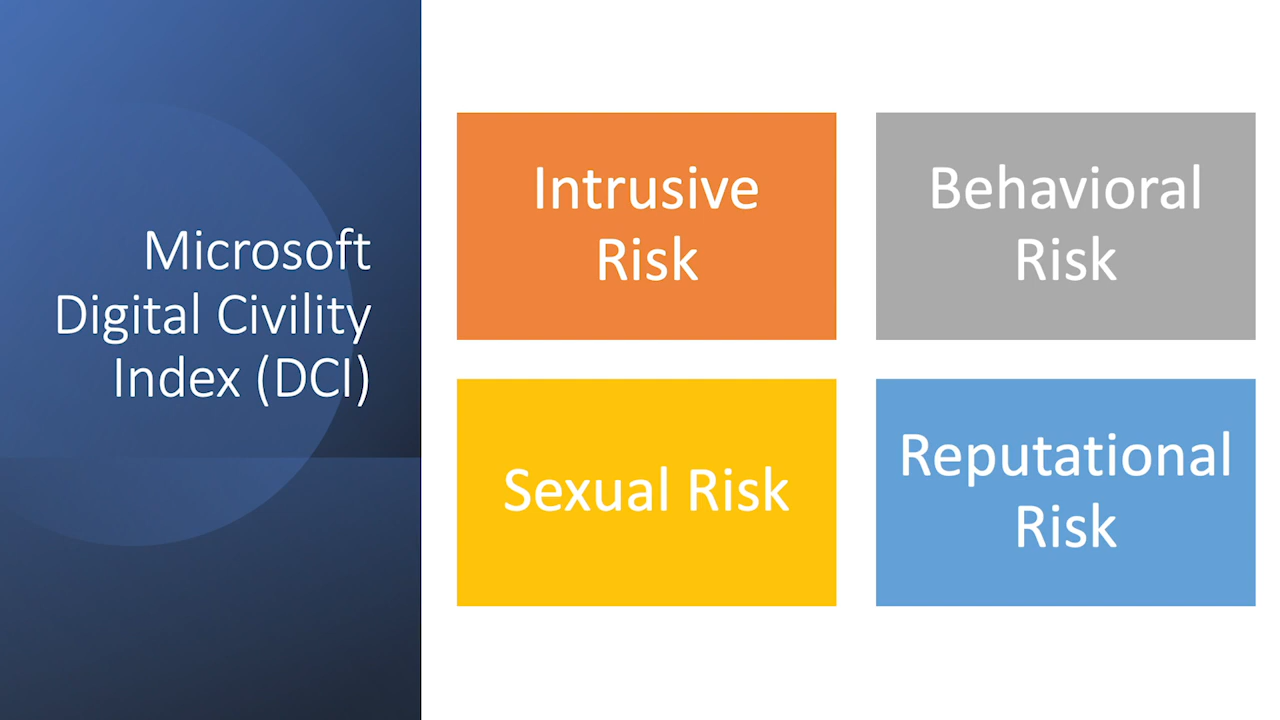 Microsoft
Digital Civility
Index (DCI)
Intrusive
Risk
Behavioral
Risk
Sexual Risk
Reputational
Risk